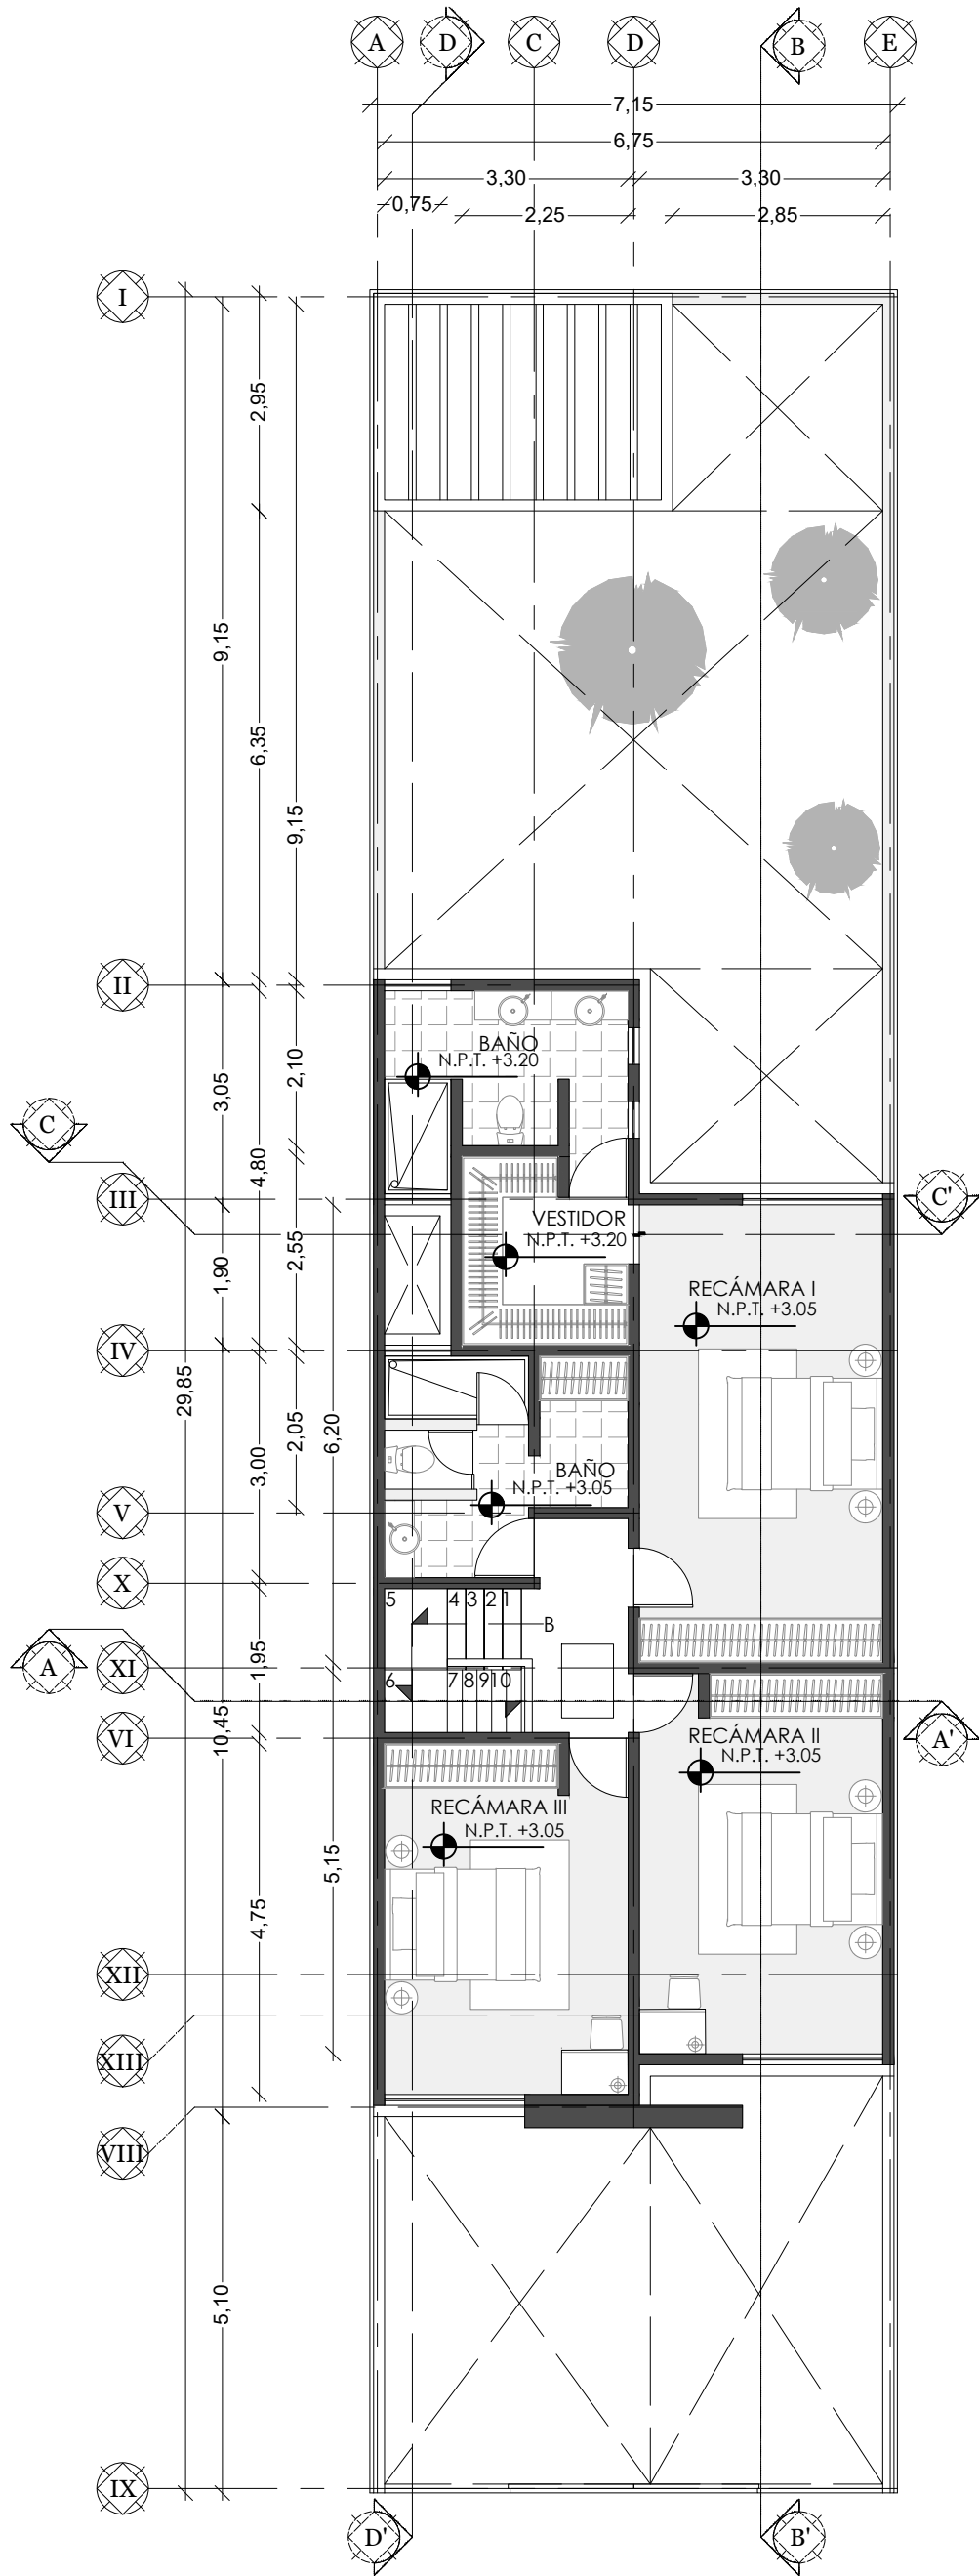 A D C D B E
7,15
6,75
3,30 3,30
0,75 2,25 2,85
I
2,95
9,15
6,35
9,15
II
BAÑO
N.P.T. +3.20
2,10
3,05
C
4,80
III
C'
VESTIDOR
N.P.T. +3.20
2,55
1,90
RECÁMARA I
N.P.T. +3.05
IV
29,85
2,05
6,20
3,00
BAÑO
N.P.T. +3.05
V
X
5 4 3 2 1
B
A
XI
1,95
6 7 8 9 10
10,45
VI
A'
RECÁMARA II
N.P.T. +3.05
RECÁMARA III
N.P.T. +3.05
5,15
4,75
XII
XIII
VIII
5,10
IX
D' B'